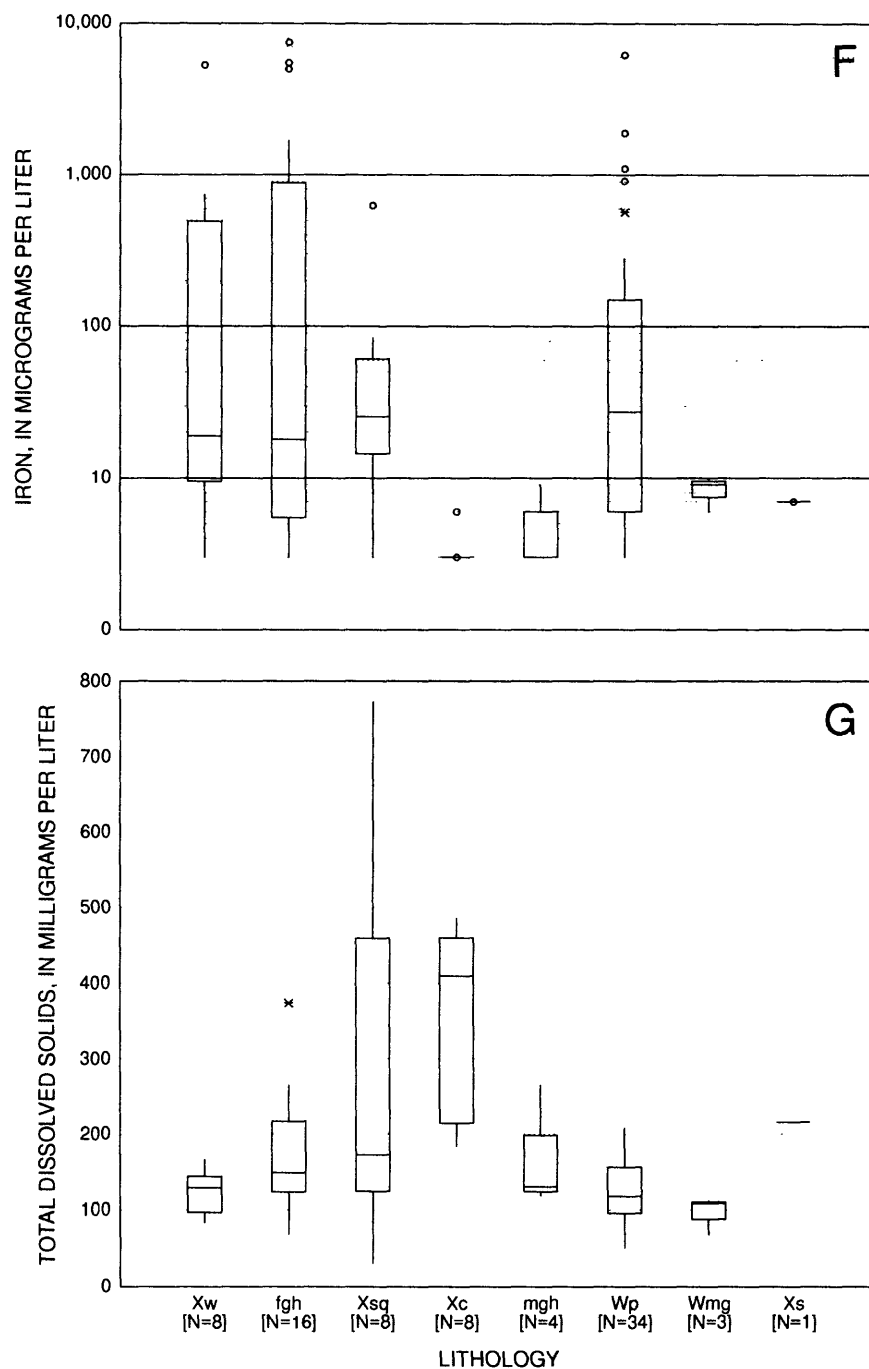 10,000
1,000
100
10
0
IRON, IN MICROGRAMS PER LITER
F
800
700
600
500
400
300
200
100
0
TOTAL DISSOLVED SOLIDS, IN MILLIGRAMS PER LITER
G
Xw fgh Xsq Xc mgh Wp Wmg Xs
[N=8] [N=16] [N=8] [N=8] [N=4] [N=34] [N=3] [N=1]
LITHOLOGY